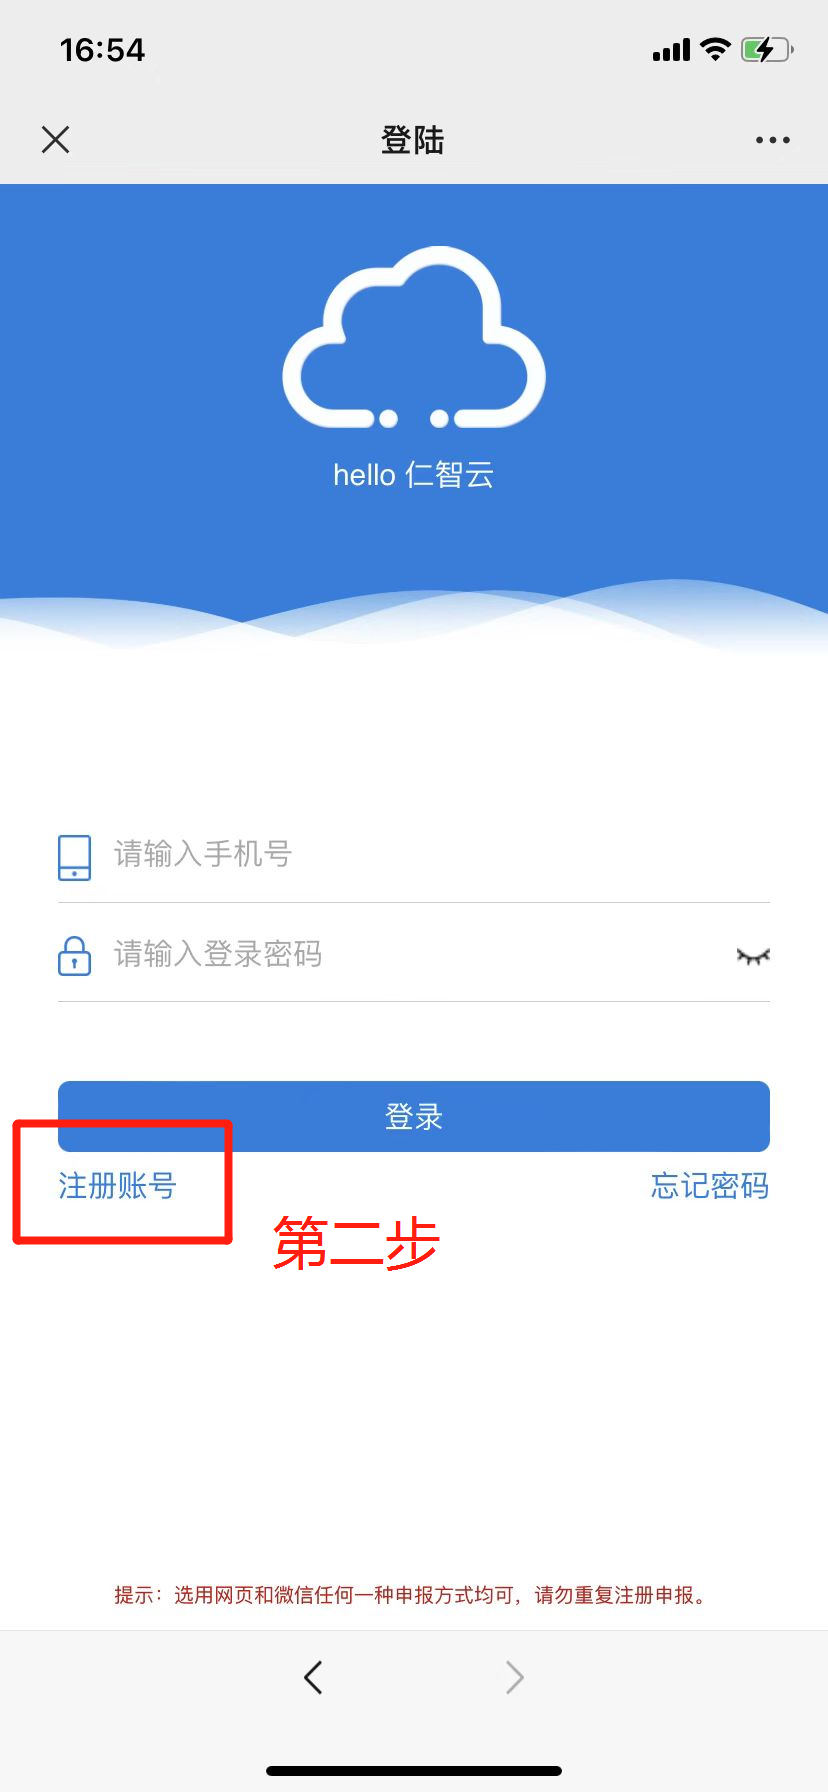 16:54
登陆
hello 仁智云
请输入手机号
请输入登录密码
登录
注册账号
忘记密码
第二步
提示：选用网页和微信任何一种申报方式均可，请勿重复注册申报。